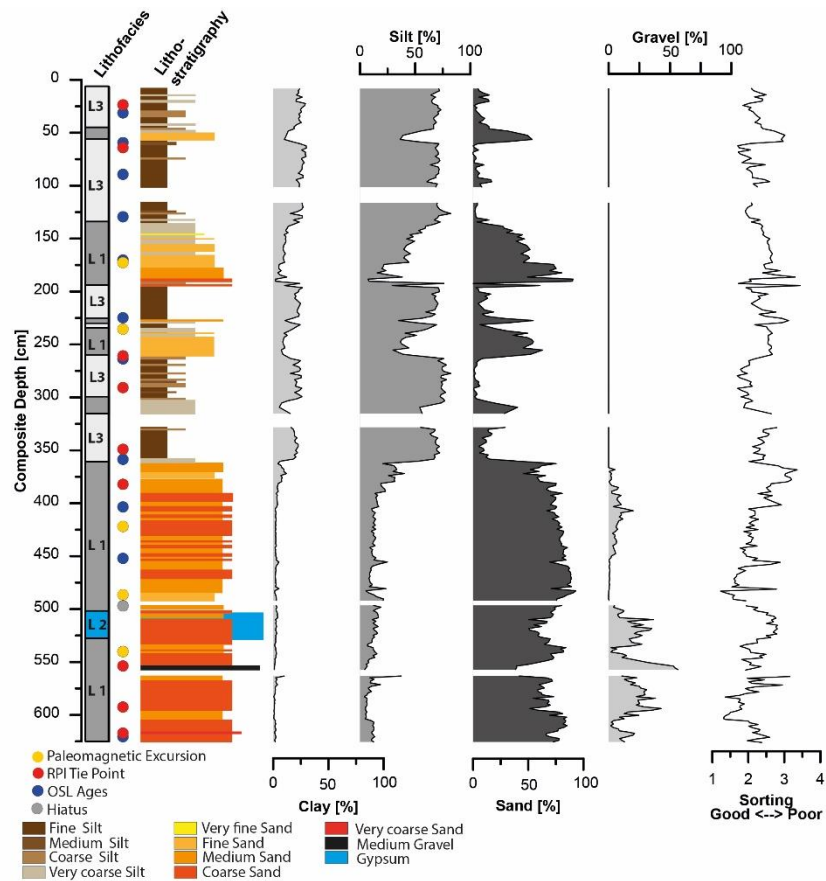 Lithofacies
Litho-
stratigraphy
Silt [%]
0 50 100
Gravel [%]
0 50 100
Composite Depth [cm]
0
50
100
150
200
250
300
350
400
450
500
550
600
L3
L3
L 1
L3
L 1
L3
L3
L 1
L 2
L 1
Paleomagnetic Excursion
RPI Tie Point
OSL Ages
Hiatus
0 50 100
Clay [%]
0 50 100
Sand [%]
1 2 3 4
Sorting
Good <--> Poor
Fine Silt
Medium Silt
Coarse Silt
Very coarse Silt
Very fine Sand
Fine Sand
Medium Sand
Coarse Sand
Very coarse Sand
Medium Gravel
Gypsum